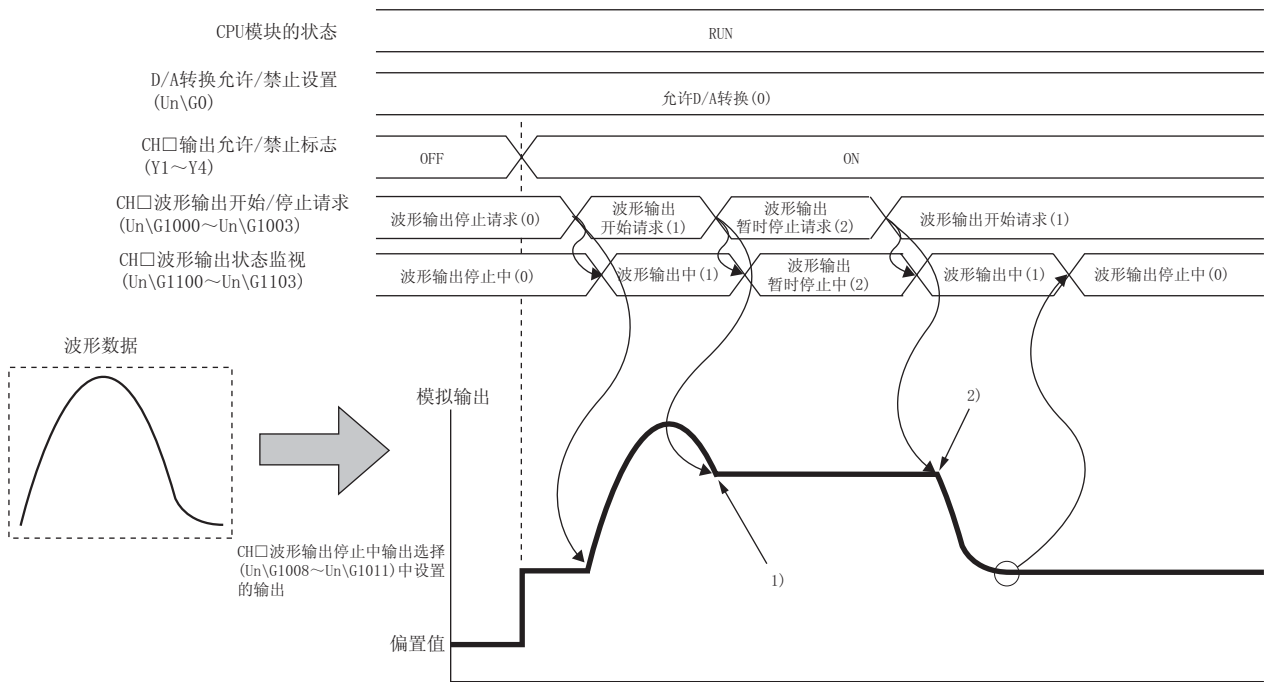 CPU模块的状态
RUN
D/A转换允许/禁止设置
(Un\G0)
允许D/A转换(0)
CH□输出允许/禁止标志
(Y1～Y4)
OFF
ON
CH□波形输出开始/停止请求
(Un\G1000～Un\G1003)
波形输出停止请求(0)
波形输出
开始请求(1)
波形输出
暂时停止请求(2)
波形输出开始请求(1)
CH□波形输出状态监视
(Un\G1100～Un\G1103)
波形输出停止中(0)
波形输出中(1)
波形输出
暂时停止中(2)
波形输出中(1)
波形输出停止中(0)
波形数据
模拟输出
2)
CH□波形输出停止中输出选择
(Un\G1008～Un\G1011)中设置
的输出
1)
偏置值